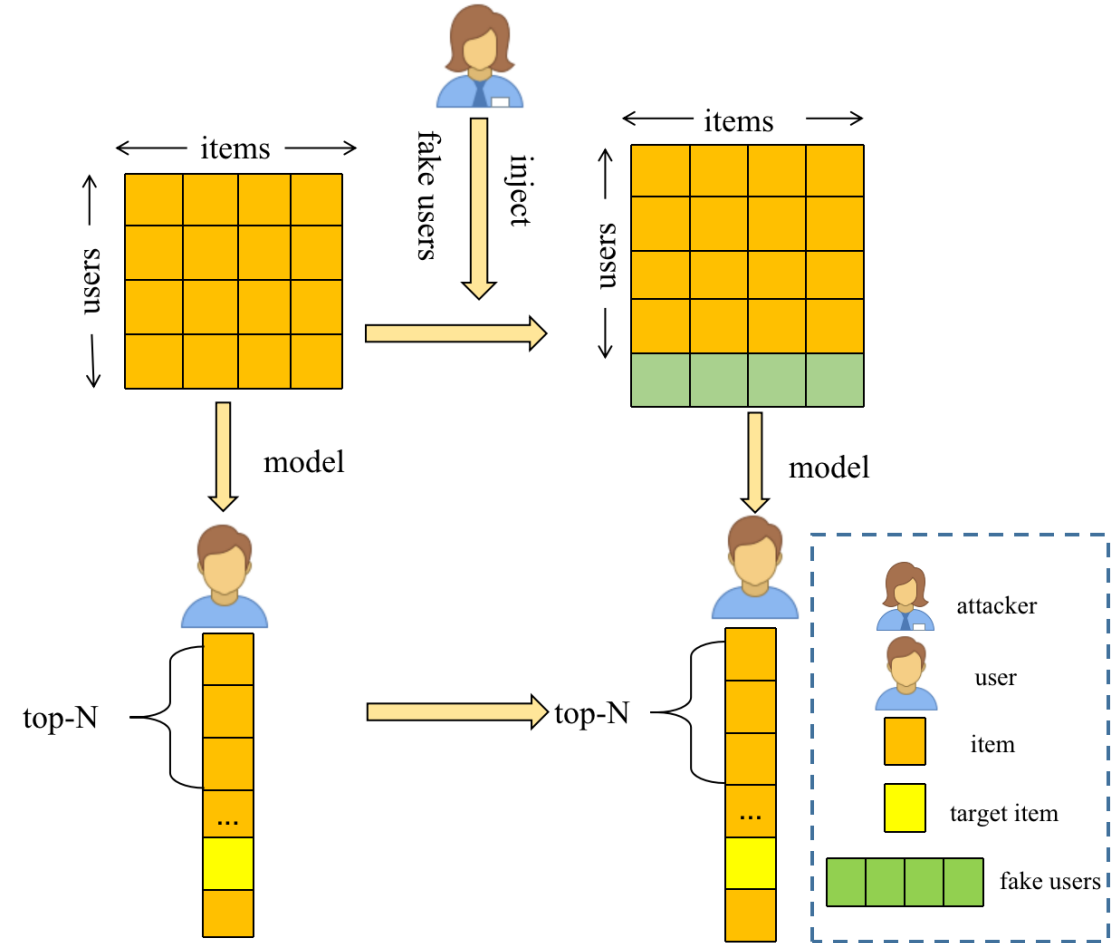 items
users
fake users
inject
items
users
model
model
top-N
...
top-N
...
attacker
user
item
target item
fake users